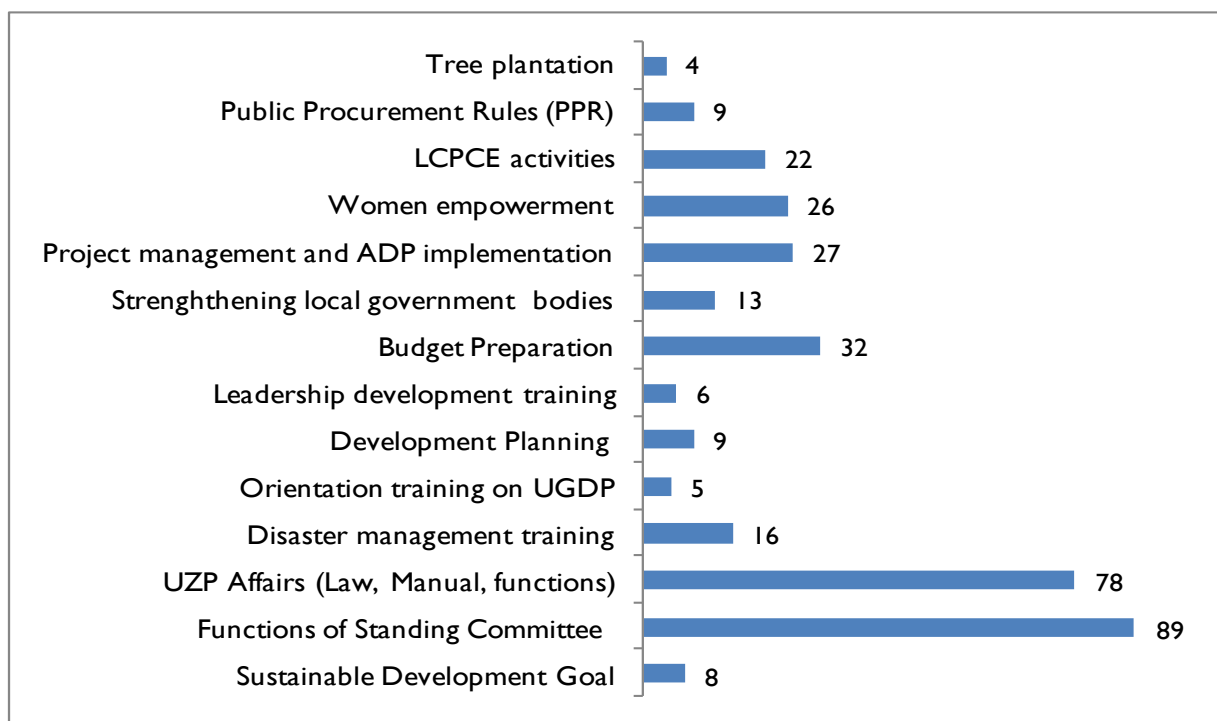 Tree plantation 4
Public Procurement Rules (PPR) 9
LCPCE activities 22
Women empowerment 26
Project management and ADP implementation 27
Strenghthening local government bodies 13
Budget Preparation 32
Leadership development training 6
Development Planning 9
Orientation training on UGDP 5
Disaster management training 16
UZP Affairs (Law, Manual, functions) 78
Functions of Standing Committee 89
Sustainable Development Goal 8